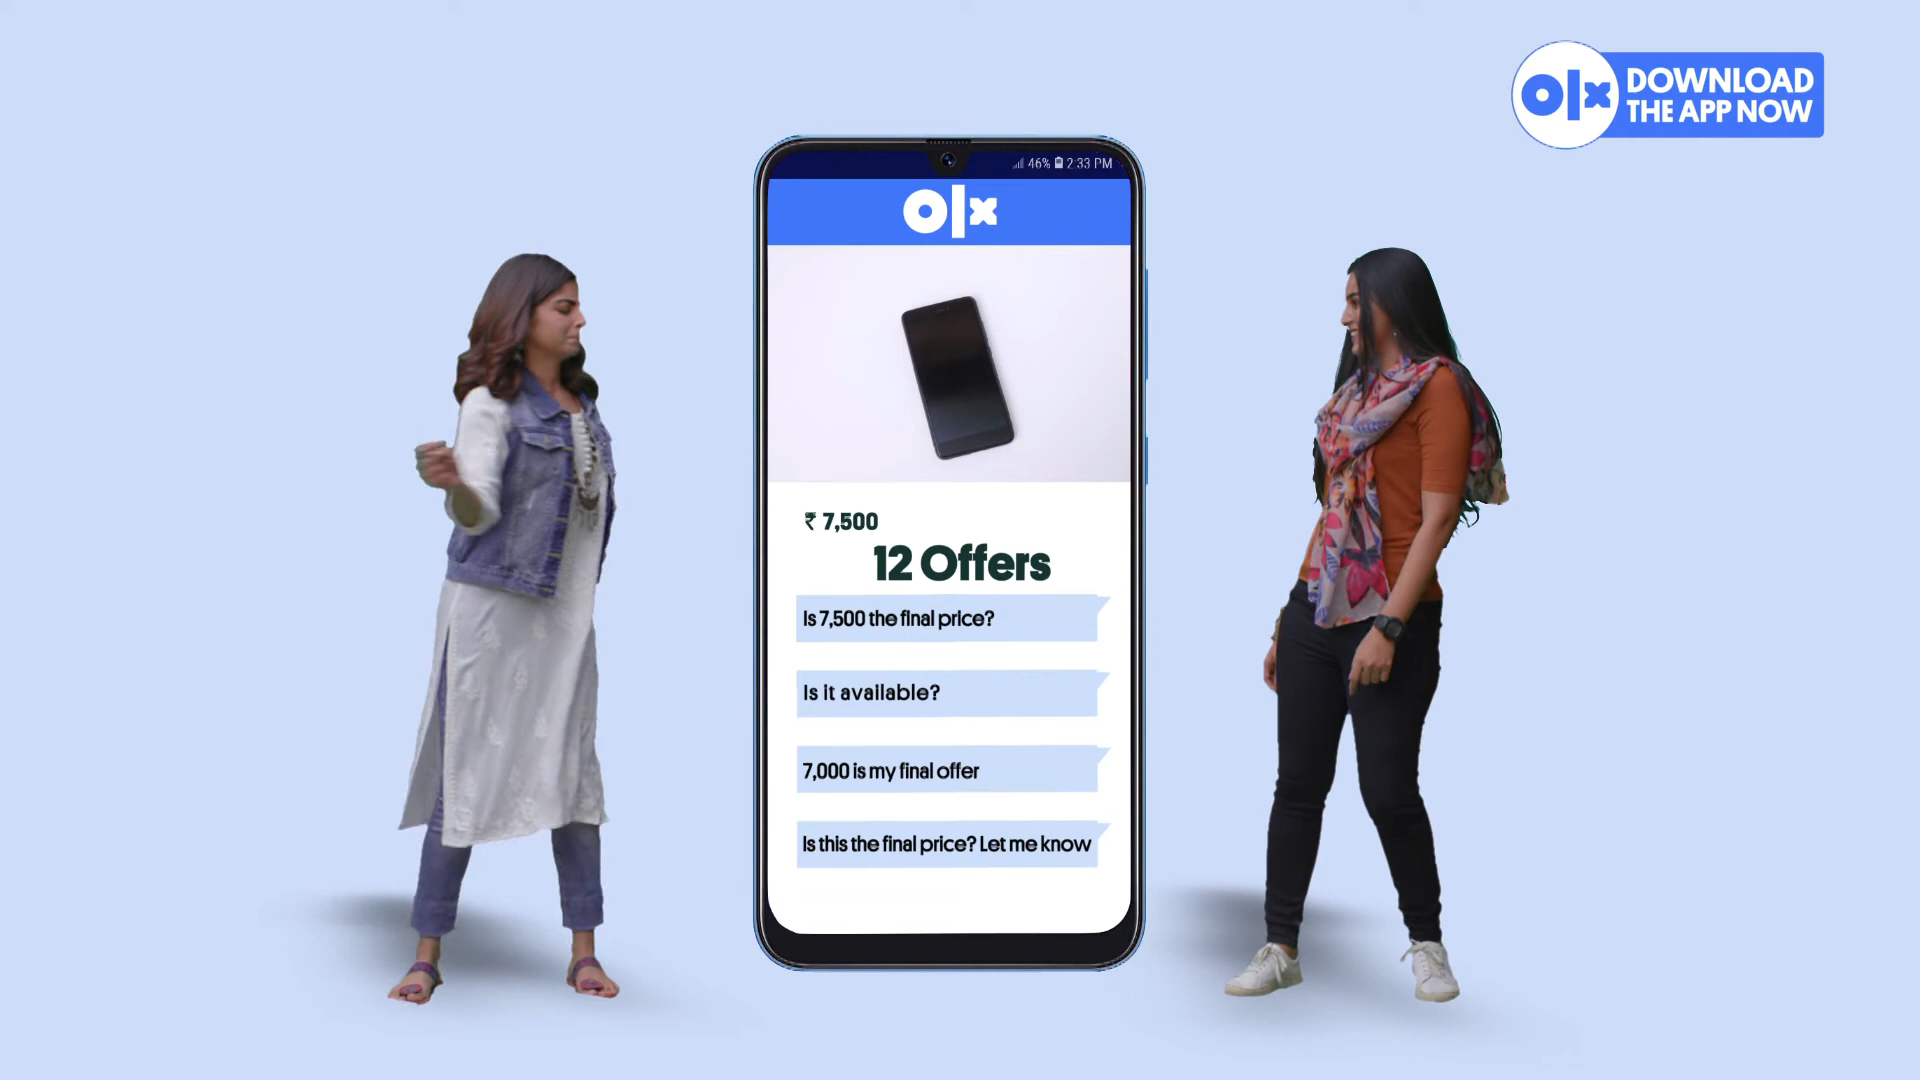 olx DOWNLOAD
THE APP NOW
46% 2:33 PM
olx
₹ 7,500
12 Offers
Is 7,500 the final price?
Is it available?
7,000 is my final offer
Is this the final price? Let me know